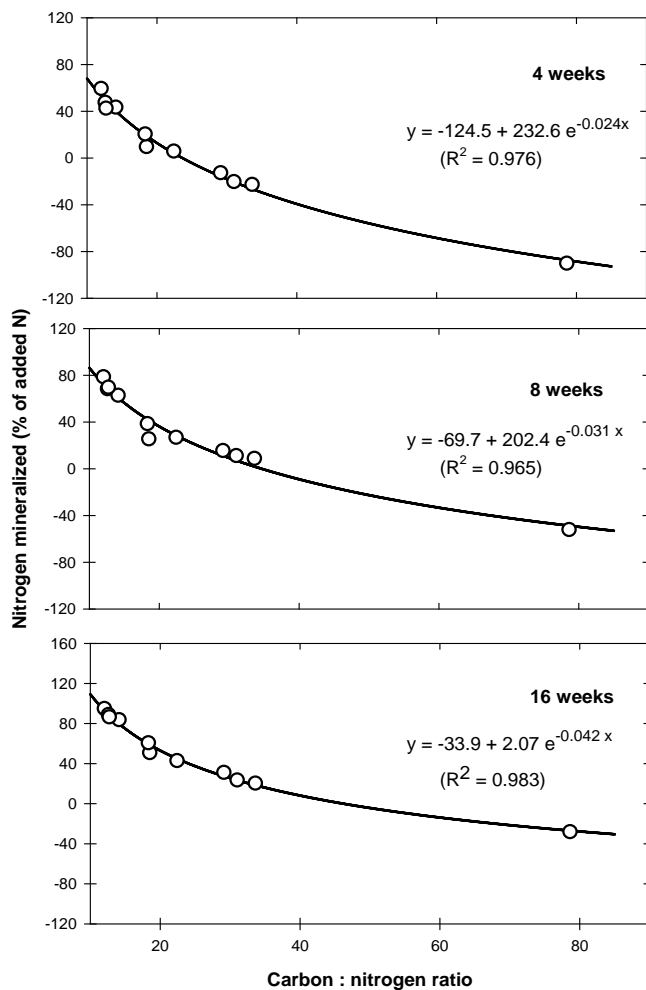 120
80
40
0
-40
-80
-120
4 weeks
y = -124.5 + 232.6 e-0.024x
(R2 = 0.976)
Nitrogen mineralized (% of added N)
120
80
40
0
-40
-80
-120
8 weeks
y = -69.7 + 202.4 e-0.031 x
(R2 = 0.965)
160
120
80
40
0
-40
-80
-120
16 weeks
y = -33.9 + 2.07 e-0.042 x
(R2 = 0.983)
20 40 60 80
Carbon : nitrogen ratio